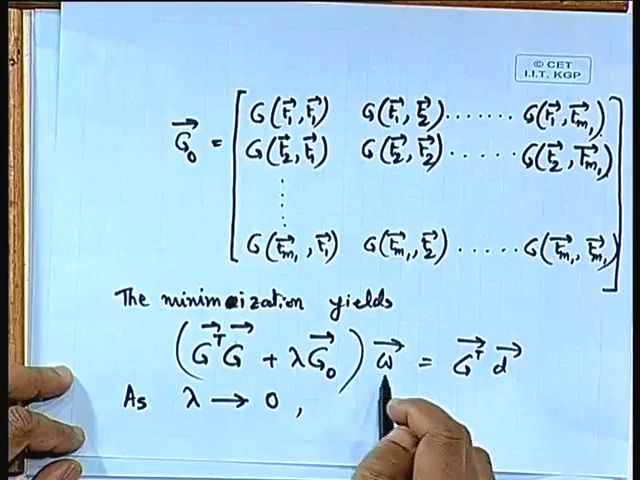 © CET
I.I.T. KGP
G⃗₀ = [ G(t⃗₁, t⃗₁) G(t⃗₁, t⃗₂) ....... G(t⃗₁, t⃗ₘ₁)
G(t⃗₂, t⃗₁) G(t⃗₂, t⃗₂) ..... G(t⃗₂, t⃗ₘ₁)
⋮
G(t⃗ₘ₁, t⃗₁) G(t⃗ₘ₁, t⃗₂) ...... G(t⃗ₘ₁, t⃗ₘ₁) ]
The minimization yields
(G⃗ᵀG⃗ + λG⃗₀) ω⃗ = G⃗ᵀ d⃗
As λ → 0,